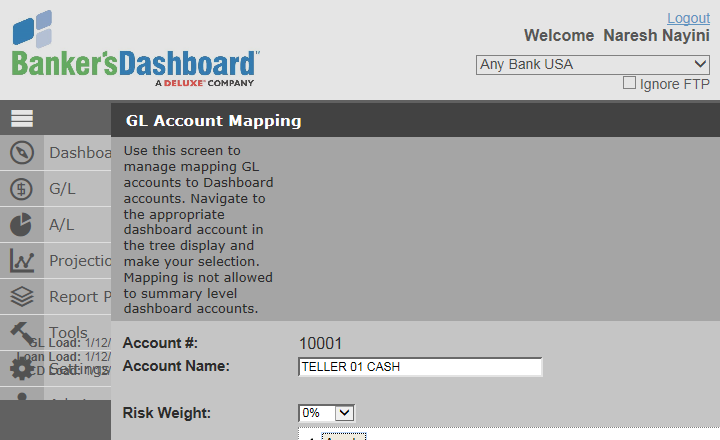 Logout
Welcome Naresh Nayini
Banker'sDashboard™
A DELUXE® COMPANY
Any Bank USA
Ignore FTP
GL Account Mapping
Dashboa
G/L
A/L
Projectio
Report P
Tools
GL Load: 1/12/
Loan Load: 1/12/
CD Load: 1/12/
Settings
Use this screen to
manage mapping GL
accounts to Dashboard
accounts. Navigate to
the appropriate
dashboard account in
the tree display and
make your selection.
Mapping is not allowed
to summary level
dashboard accounts.
Account #: 10001
Account Name: TELLER 01 CASH
Risk Weight: 0%